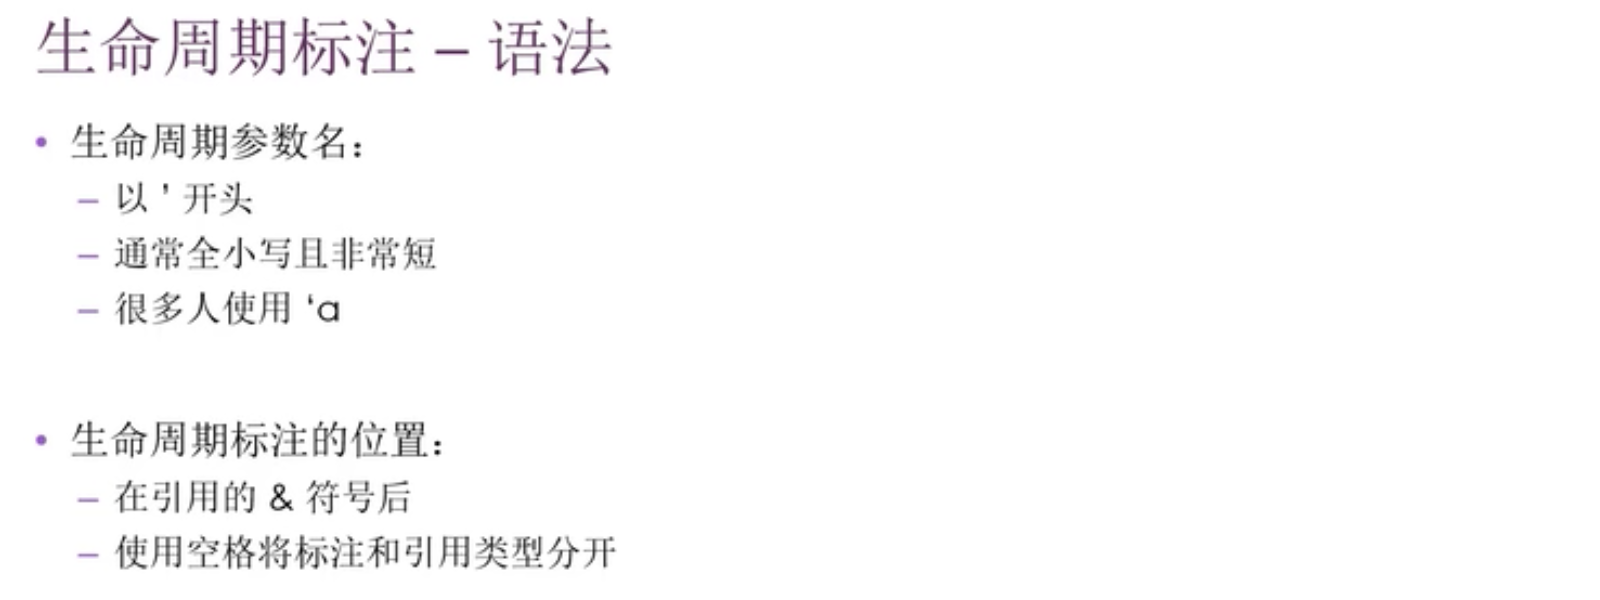 生命周期标注 – 语法
• 生命周期参数名：
– 以 ' 开头
– 通常全小写且非常短
– 很多人使用 ‘a
• 生命周期标注的位置：
– 在引用的 & 符号后
– 使用空格将标注和引用类型分开